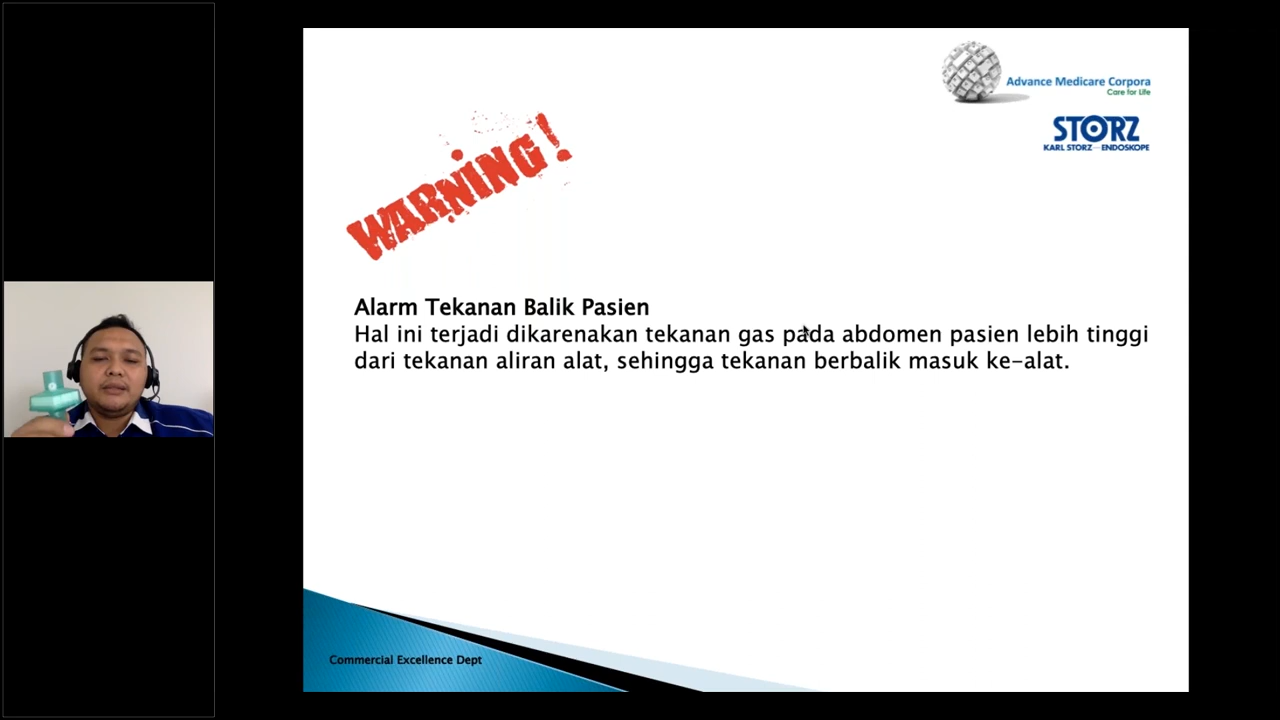 Advance Medicare Corpora
Care for Life
STORZ
KARL STORZ—ENDOSKOPE
WARNING!
Alarm Tekanan Balik Pasien
Hal ini terjadi dikarenakan tekanan gas pada abdomen pasien lebih tinggi
dari tekanan aliran alat, sehingga tekanan berbalik masuk ke-alat.
Commercial Excellence Dept